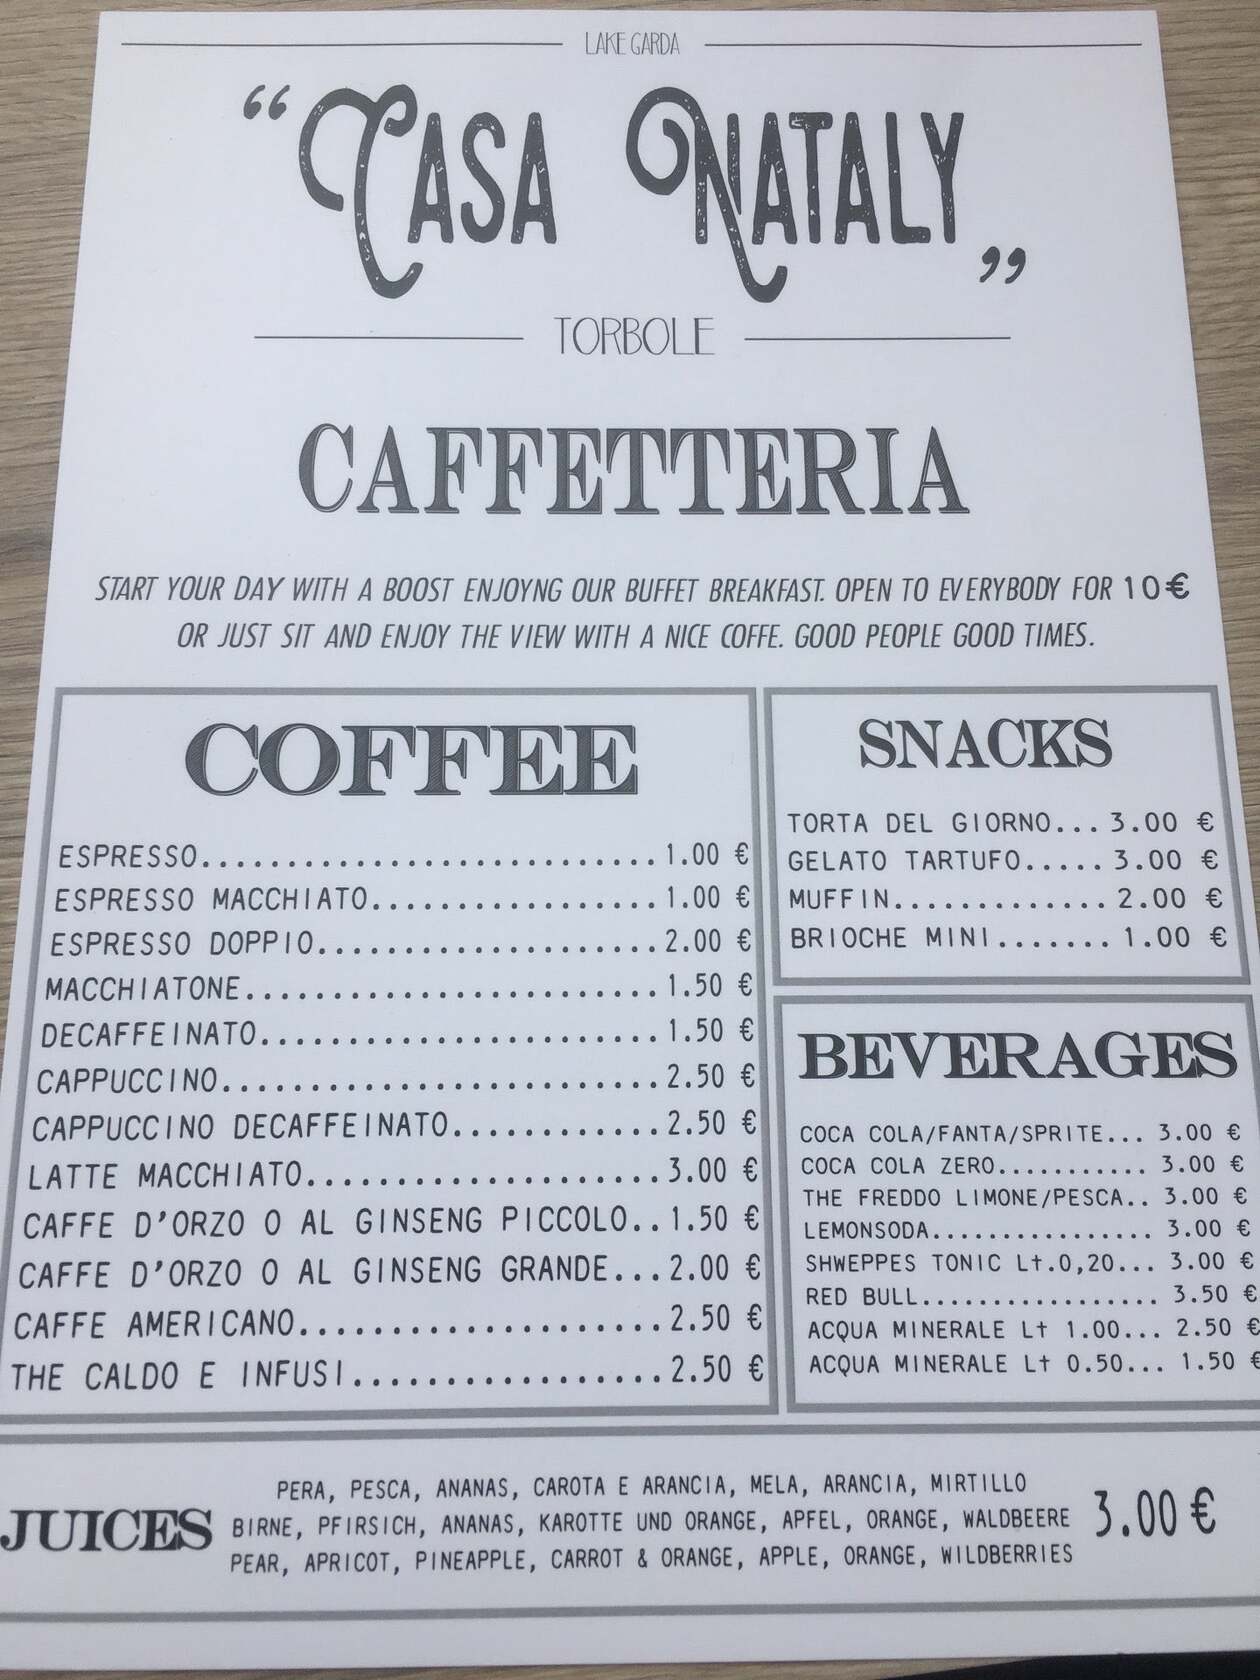 LAKE GARDA
“CASA NATALY„
TORBOLE
CAFFETTERIA
START YOUR DAY WITH A BOOST ENJOYNG OUR BUFFET BREAKFAST. OPEN TO EVERYBODY FOR 10€
OR JUST SIT AND ENJOY THE VIEW WITH A NICE COFFE. GOOD PEOPLE GOOD TIMES.
COFFEE
ESPRESSO................................1.00 €
ESPRESSO MACCHIATO....................1.00 €
ESPRESSO DOPPIO........................2.00 €
MACCHIATONE.............................1.50 €
DECAFFEINATO............................1.50 €
CAPPUCCINO...............................2.50 €
CAPPUCCINO DECAFFEINATO...............2.50 €
LATTE MACCHIATO.........................3.00 €
CAFFE D'ORZO O AL GINSENG PICCOLO..1.50 €
CAFFE D'ORZO O AL GINSENG GRANDE...2.00 €
CAFFE AMERICANO..........................2.50 €
THE CALDO E INFUSI......................2.50 €
SNACKS
TORTA DEL GIORNO...3.00 €
GELATO TARTUFO.....3.00 €
MUFFIN.............2.00 €
BRIOCHE MINI.......1.00 €
BEVERAGES
COCA COLA/FANTA/SPRITE... 3.00 €
COCA COLA ZERO........... 3.00 €
THE FREDDO LIMONE/PESCA.. 3.00 €
LEMONSODA................ 3.00 €
SHWEPPES TONIC Lt.0,20... 3.00 €
RED BULL................. 3.50 €
ACQUA MINERALE Lt 1.00... 2.50 €
ACQUA MINERALE Lt 0.50... 1.50 €
JUICES
PERA, PESCA, ANANAS, CAROTA E ARANCIA, MELA, ARANCIA, MIRTILLO
BIRNE, PFIRSICH, ANANAS, KAROTTE UND ORANGE, APFEL, ORANGE, WALDBEERE
PEAR, APRICOT, PINEAPPLE, CARROT & ORANGE, APPLE, ORANGE, WILDBERRIES
3.00 €